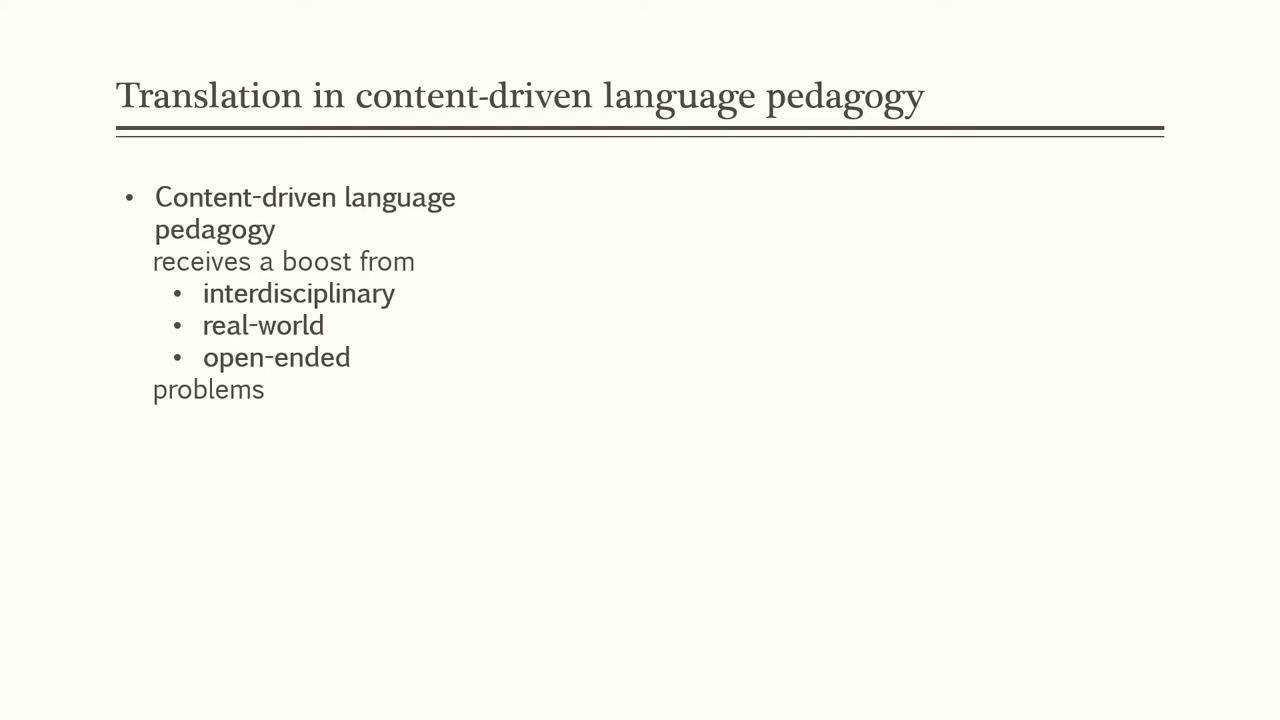 Translation in content-driven language pedagogy
• Content-driven language
pedagogy
receives a boost from
• interdisciplinary
• real-world
• open-ended
problems